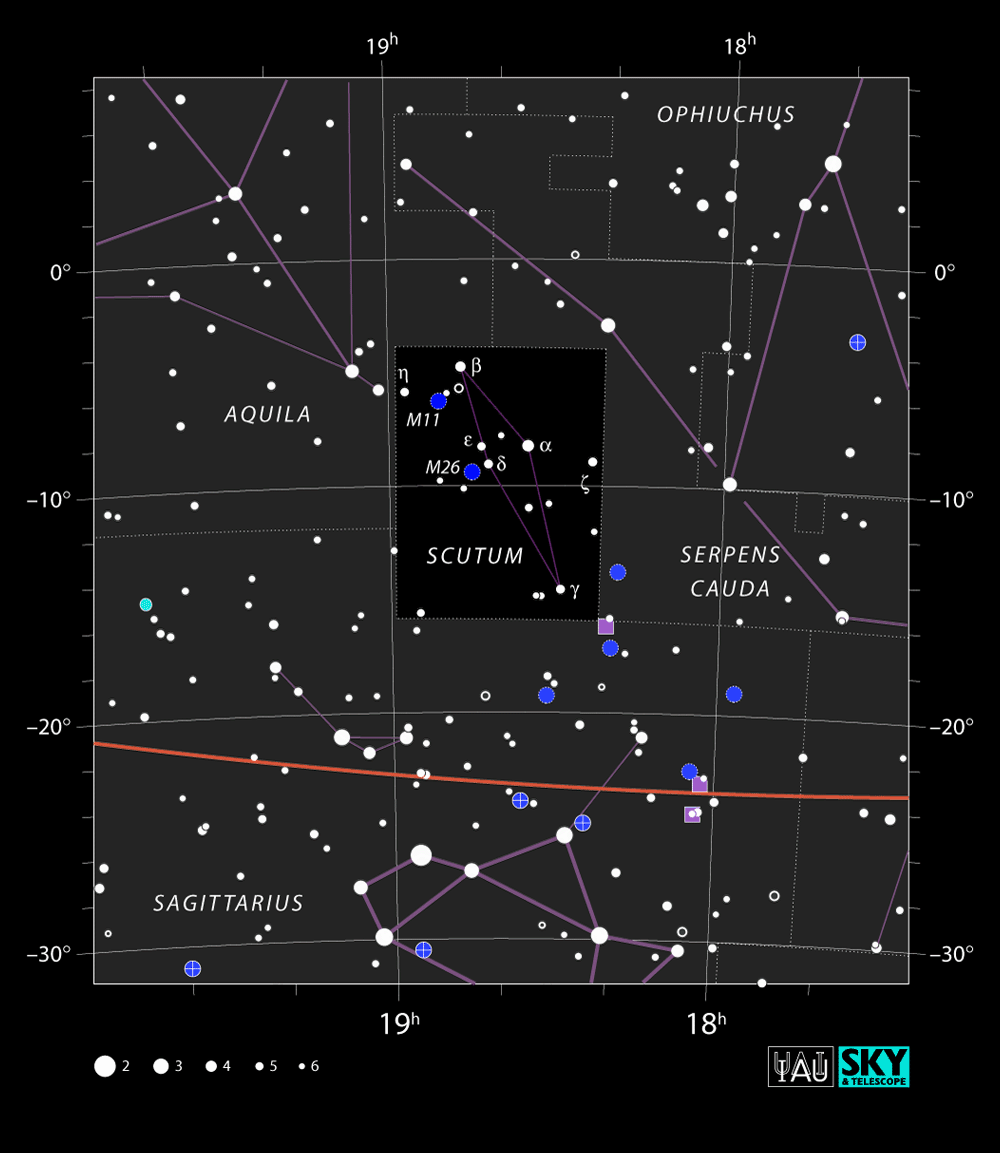 19h 18h
OPHIUCHUS
0° 0°
β
η
M11
AQUILA
ε α
M26 δ
ζ
−10° −10°
SCUTUM SERPENS
CAUDA
γ
−20° −20°
SAGITTARIUS
−30° −30°
19h 18h
2 3 4 5 6
IAU SKY
& TELESCOPE